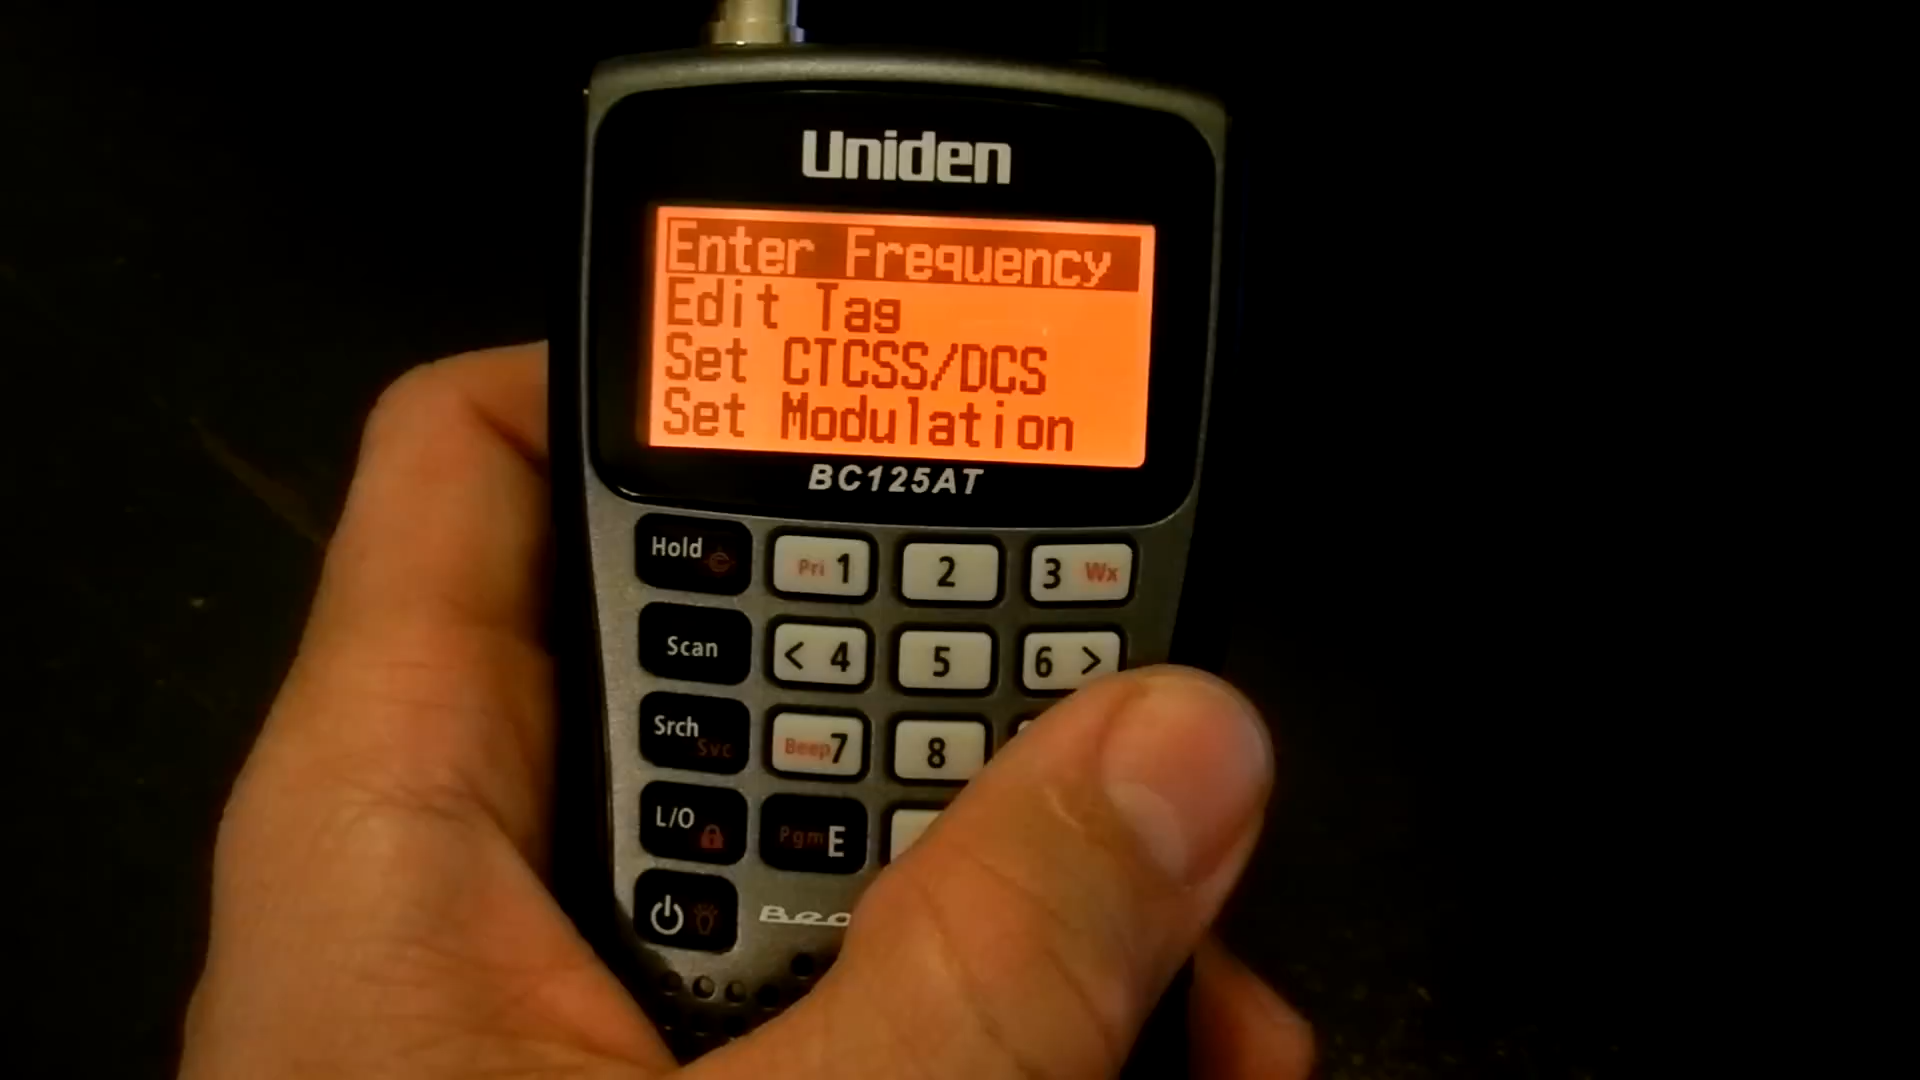 Uniden
Enter Frequency
Edit Tag
Set CTCSS/DCS
Set Modulation
BC125AT
Hold Pri 1 2 3 Wx
Scan < 4 5 6 >
Srch Svc Beep 7 8
L/O Pgm E